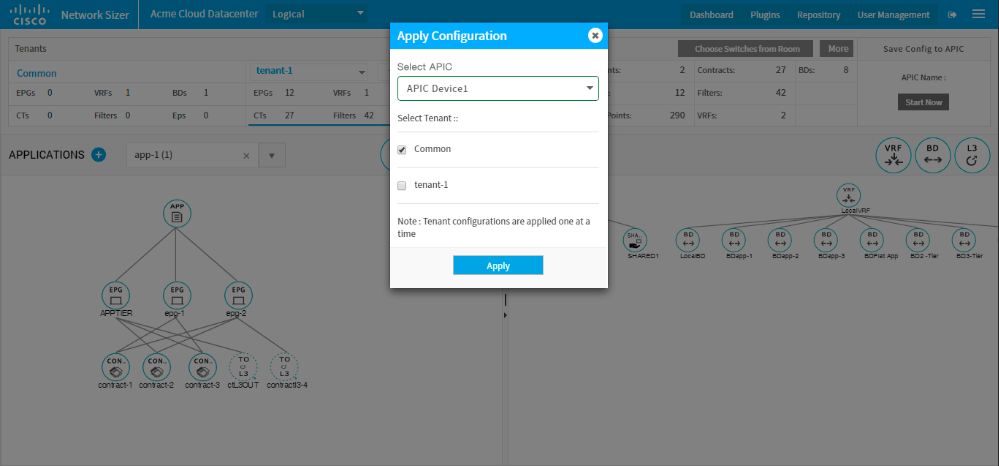 CISCO Network Sizer Acme Cloud Datacenter Logical Dashboard Plugins Repository User Management
Apply Configuration
Select APIC
APIC Device1
Select Tenant ::
Common
tenant-1
Note : Tenant configurations are applied one at a
time
Apply
Tenants Choose Switches from Room More Save Config to APIC
Common tenant-1
EPGs 0 VRFs 1 BDs 1 EPGs 12 VRFs 1
CTs 0 Filters 0 Eps 0 CTs 27 Filters 42
2 Contracts: 27 BDs: 8
12 Filters: 42
Points: 290 VRFs: 2
APIC Name :
Start Now
APPLICATIONS app-1 (1)
VRF BD L3
APP
EPG EPG EPG
APPTIER epg-1 epg-2
CON.. CON.. CON.. TO L3 TO L3
contract-1 contract-2 contract-3 ctL3OUT contractl3-4
VRF
LocalVRF
SHA.. BD BD BD BD BD BD BD
SHARED1 LocalBD BDapp-1 BDapp-2 BDapp-3 BDFlat App BD2 -Tier BD3-Tier